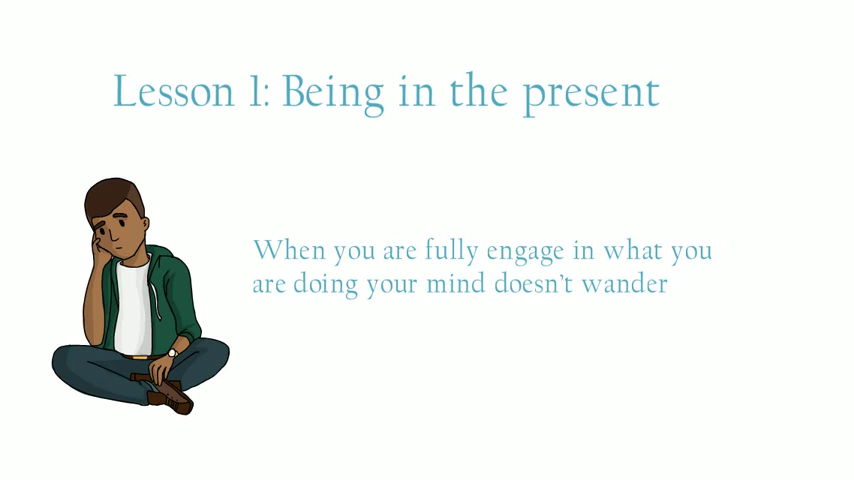 Lesson 1: Being in the present
When you are fully engage in what you
are doing your mind doesn't wander